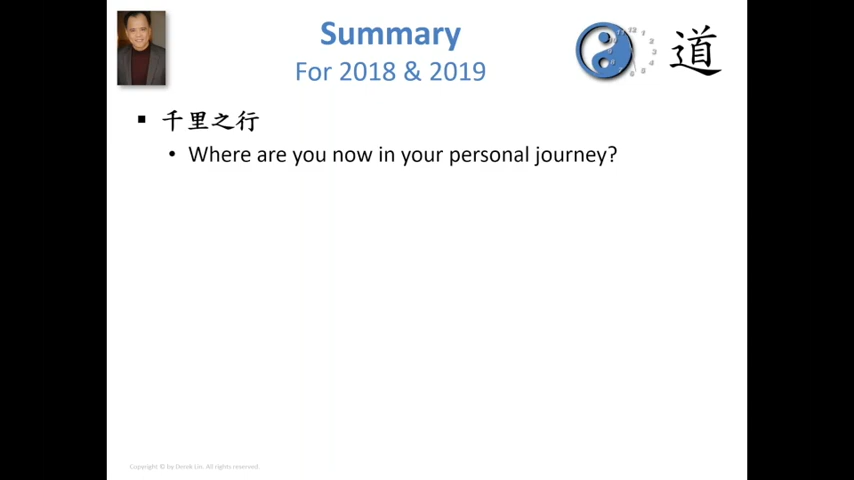 Summary
For 2018 & 2019
道
千里之行
Where are you now in your personal journey?
Copyright © by Derek Lin. All rights reserved.